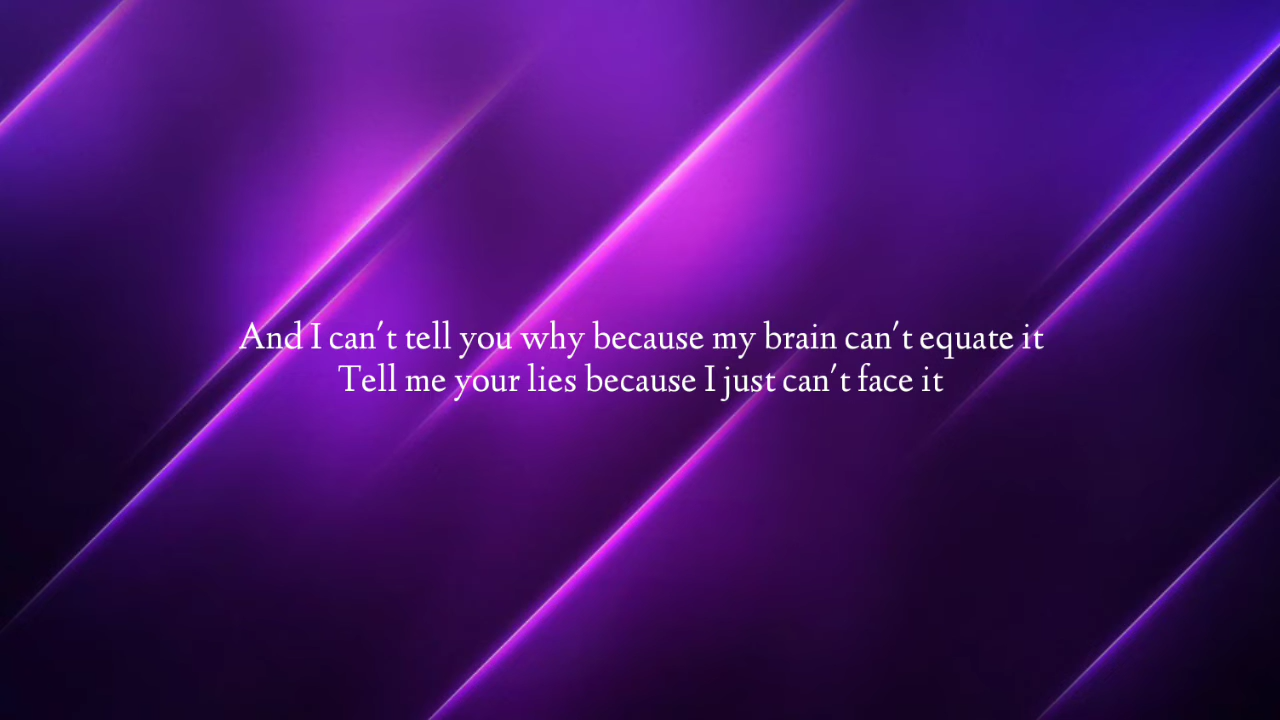 And I can't tell you why because my brain can't equate it
Tell me your lies because I just can't face it